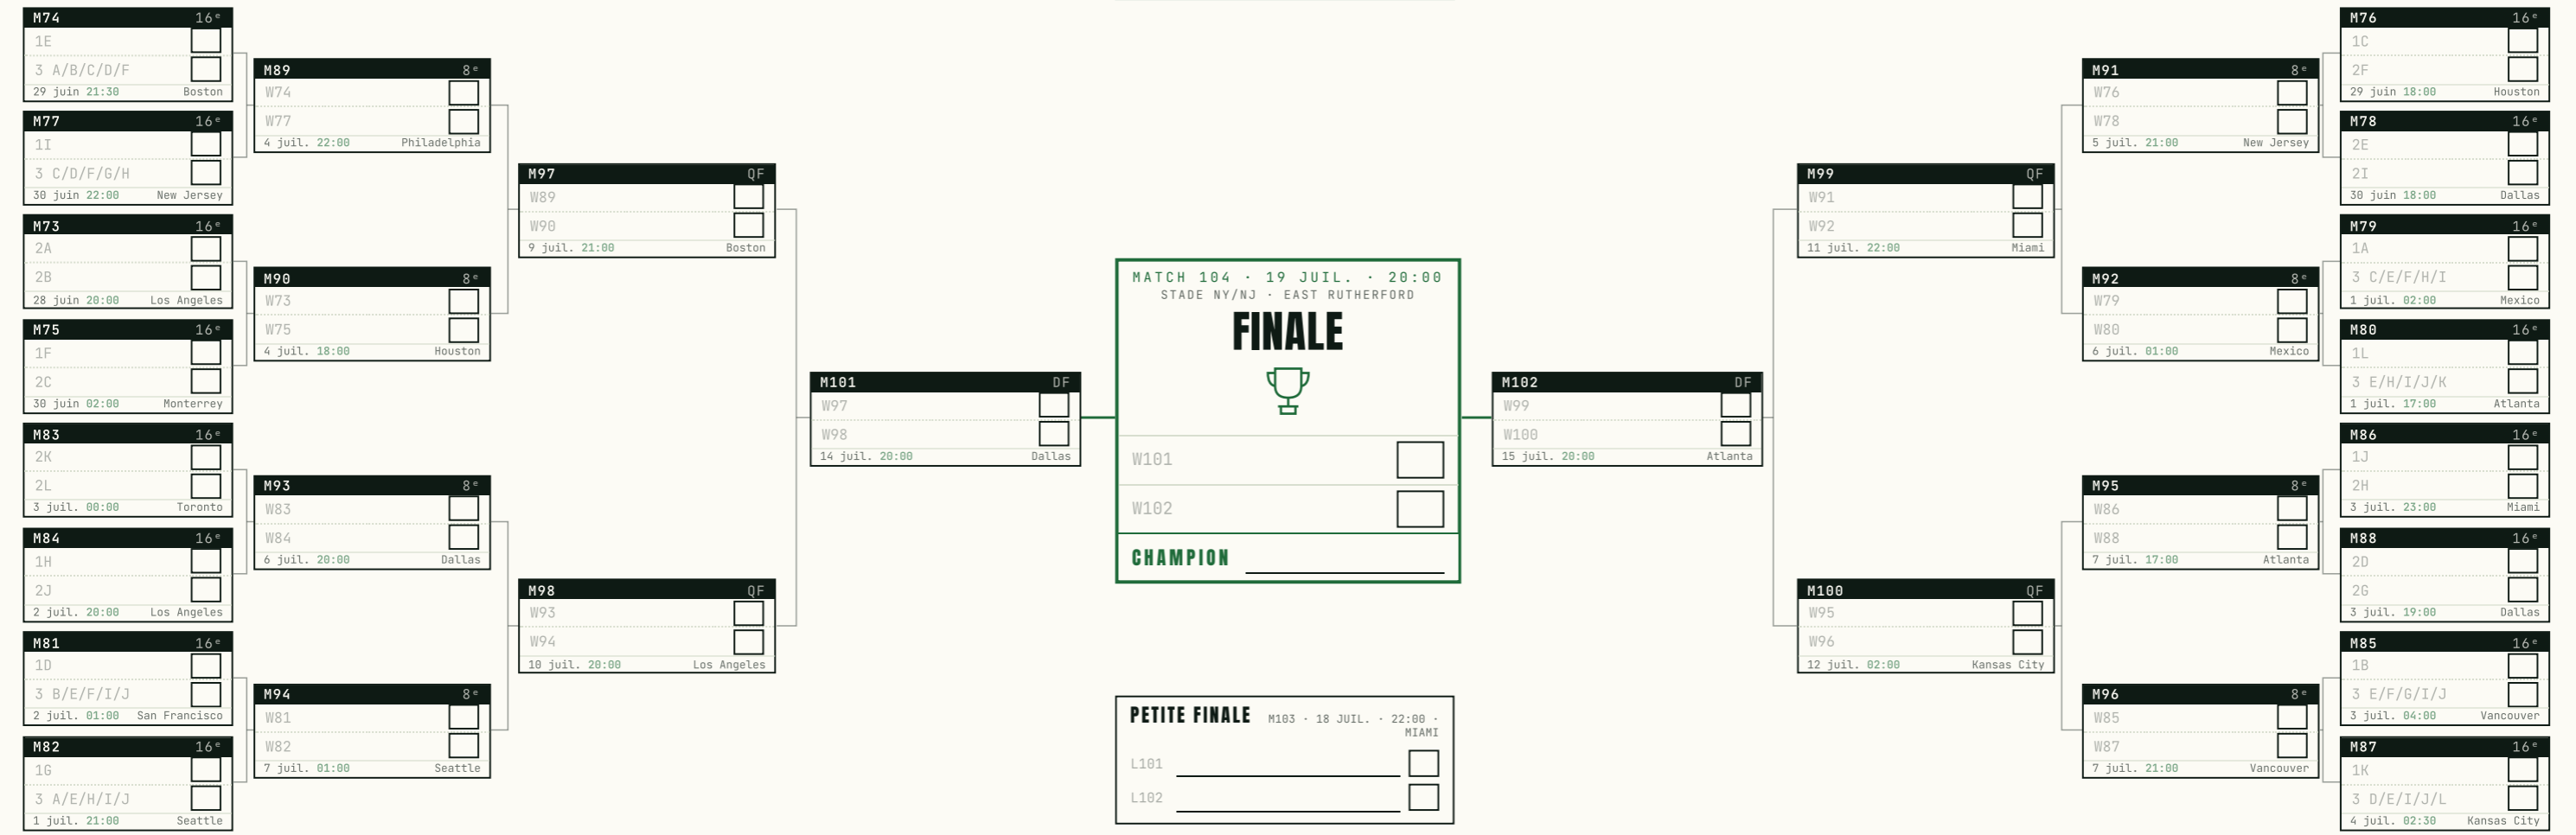 M74 16ᵉ
1E
3 A/B/C/D/F
29 juin 21:30 Boston
M77 16ᵉ
1I
3 C/D/F/G/H
30 juin 22:00 New Jersey
M73 16ᵉ
2A
2B
28 juin 20:00 Los Angeles
M75 16ᵉ
1F
2C
30 juin 02:00 Monterrey
M83 16ᵉ
2K
2L
3 juil. 00:00 Toronto
M84 16ᵉ
1H
2J
2 juil. 20:00 Los Angeles
M81 16ᵉ
1D
3 B/E/F/I/J
2 juil. 01:00 San Francisco
M82 16ᵉ
1G
3 A/E/H/I/J
1 juil. 21:00 Seattle
M89 8ᵉ
W74
W77
4 juil. 22:00 Philadelphia
M90 8ᵉ
W73
W75
4 juil. 18:00 Houston
M93 8ᵉ
W83
W84
6 juil. 20:00 Dallas
M94 8ᵉ
W81
W82
7 juil. 01:00 Seattle
M97 QF
W89
W90
9 juil. 21:00 Boston
M98 QF
W93
W94
10 juil. 20:00 Los Angeles
M101 DF
W97
W98
14 juil. 20:00 Dallas
MATCH 104 · 19 JUIL. · 20:00
STADE NY/NJ · EAST RUTHERFORD
FINALE
W101
W102
CHAMPION
PETITE FINALE M103 · 18 JUIL. · 22:00 ·
MIAMI
L101
L102
M102 DF
W99
W100
15 juil. 20:00 Atlanta
M99 QF
W91
W92
11 juil. 22:00 Miami
M100 QF
W95
W96
12 juil. 02:00 Kansas City
M91 8ᵉ
W76
W78
5 juil. 21:00 New Jersey
M92 8ᵉ
W79
W80
6 juil. 01:00 Mexico
M95 8ᵉ
W86
W88
7 juil. 17:00 Atlanta
M96 8ᵉ
W85
W87
7 juil. 21:00 Vancouver
M76 16ᵉ
1C
2F
29 juin 18:00 Houston
M78 16ᵉ
2E
2I
30 juin 18:00 Dallas
M79 16ᵉ
1A
3 C/E/F/H/I
1 juil. 02:00 Mexico
M80 16ᵉ
1L
3 E/H/I/J/K
1 juil. 17:00 Atlanta
M86 16ᵉ
1J
2H
3 juil. 23:00 Miami
M88 16ᵉ
2D
2G
3 juil. 19:00 Dallas
M85 16ᵉ
1B
3 E/F/G/I/J
3 juil. 04:00 Vancouver
M87 16ᵉ
1K
3 D/E/I/J/L
4 juil. 02:30 Kansas City